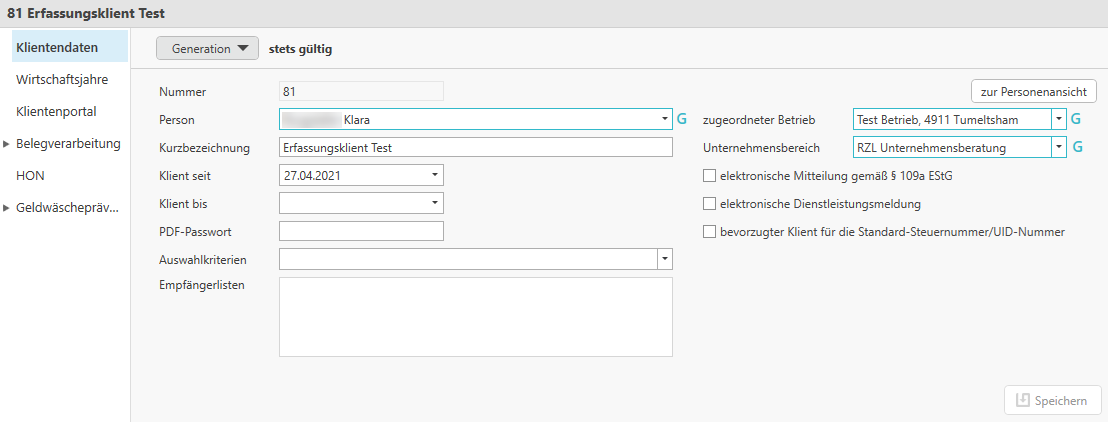 81 Erfassungsklient Test
Klientendaten
Wirtschaftsjahre
Klientenportal
Belegverarbeitung
HON
Geldwäschepräv...
Generation stets gültig
Nummer 81 zur Personenansicht
Person Klara G zugeordneter Betrieb Test Betrieb, 4911 Tumeltsham G
Kurzbezeichnung Erfassungsklient Test Unternehmensbereich RZL Unternehmensberatung G
Klient seit 27.04.2021 elektronische Mitteilung gemäß § 109a EStG
Klient bis elektronische Dienstleistungsmeldung
PDF-Passwort bevorzugter Klient für die Standard-Steuernummer/UID-Nummer
Auswahlkriterien
Empfängerlisten
Speichern